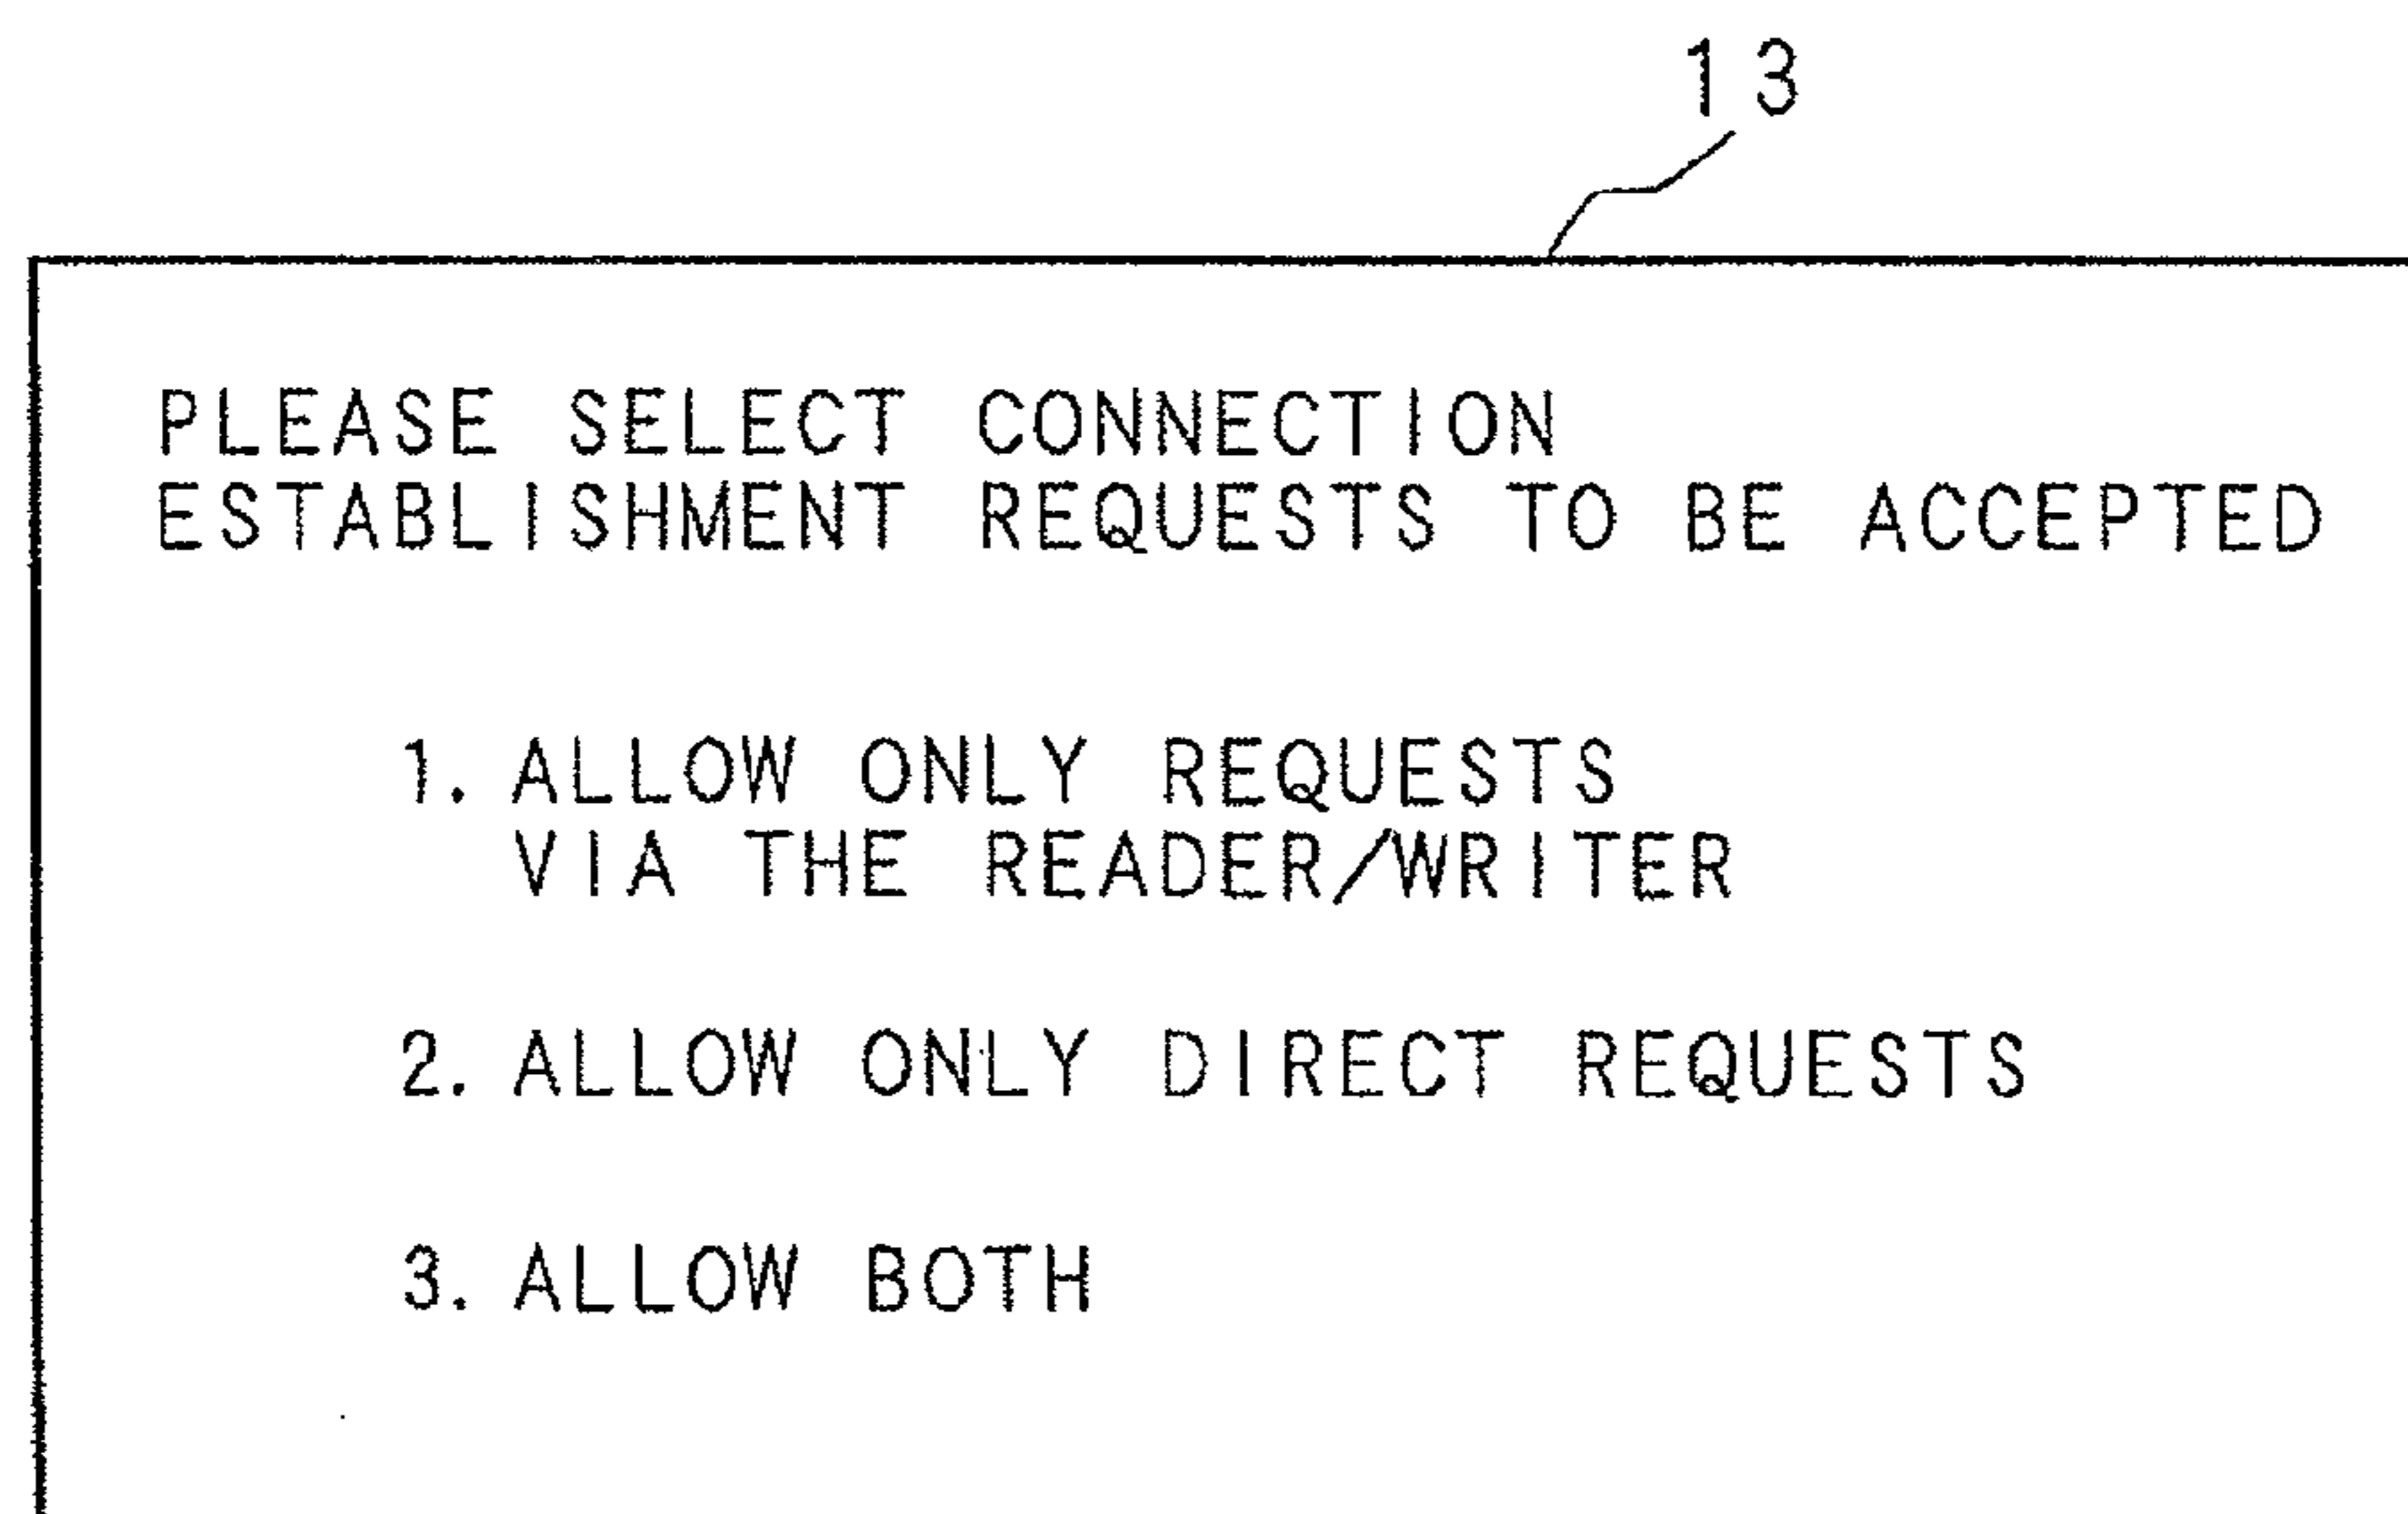 13
PLEASE SELECT CONNECTION
ESTABLISHMENT REQUESTS TO BE ACCEPTED
1. ALLOW ONLY REQUESTS
VIA THE READER/WRITER
2. ALLOW ONLY DIRECT REQUESTS
3. ALLOW BOTH